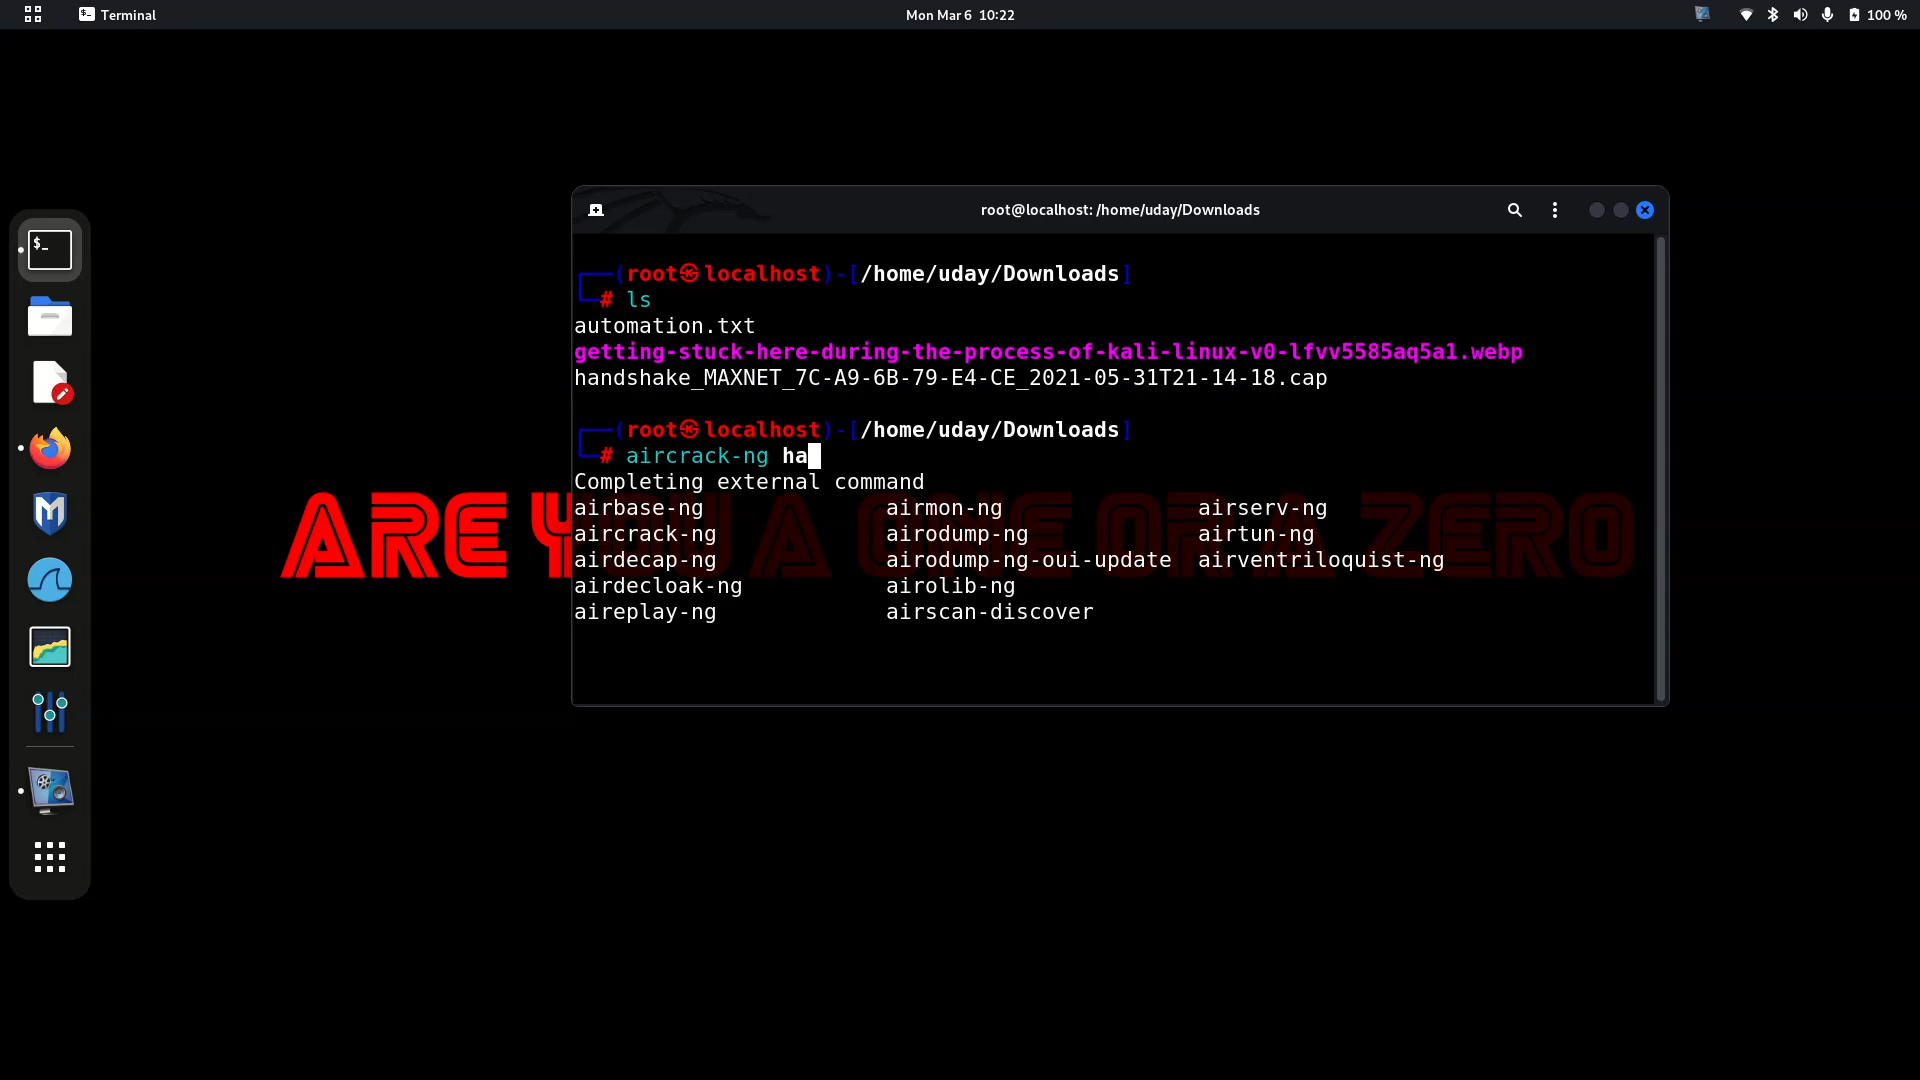 Terminal
Mon Mar 6 10:22
100 %
root@localhost: /home/uday/Downloads
$_
(root㉿localhost)-[/home/uday/Downloads]
# ls
automation.txt
getting-stuck-here-during-the-process-of-kali-linux-v0-lfvv5585aq5a1.webp
handshake_MAXNET_7C-A9-6B-79-E4-CE_2021-05-31T21-14-18.cap
(root㉿localhost)-[/home/uday/Downloads]
# aircrack-ng ha
Completing external command
airbase-ng airmon-ng airserv-ng
aircrack-ng airodump-ng airtun-ng
airdecap-ng airodump-ng-oui-update airventriloquist-ng
airdecloak-ng airolib-ng
aireplay-ng airscan-discover
ARE YOU A ONE OR A ZERO